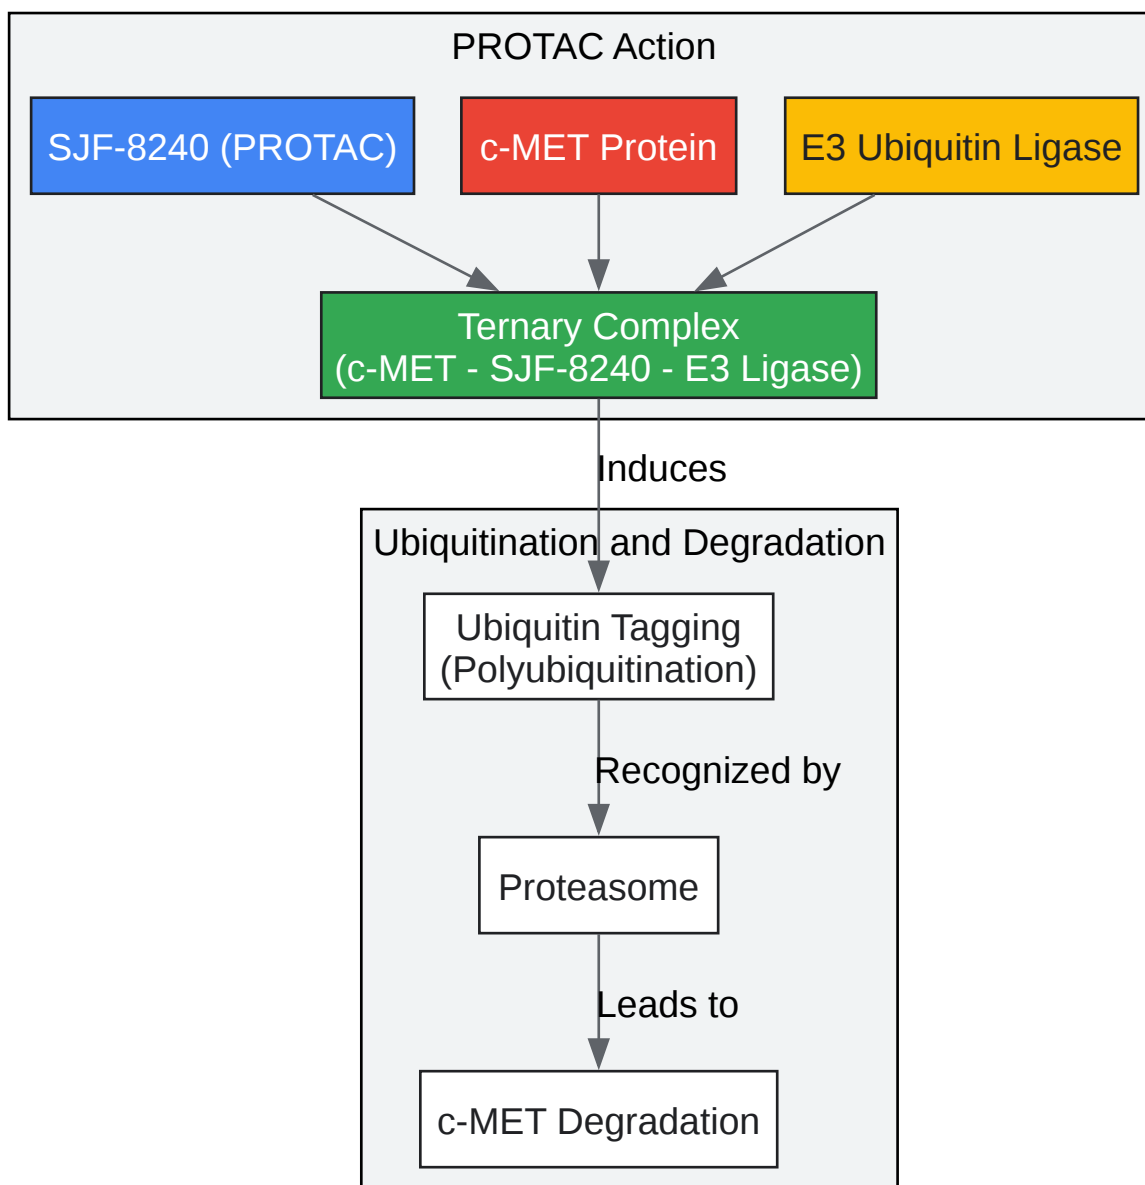 PROTAC Action
SJF-8240 (PROTAC)
c-MET Protein
E3 Ubiquitin Ligase
Ternary Complex
(c-MET - SJF-8240 - E3 Ligase)
Induces
Ubiquitination and Degradation
Ubiquitin Tagging
(Polyubiquitination)
Recognized by
Proteasome
Leads to
c-MET Degradation